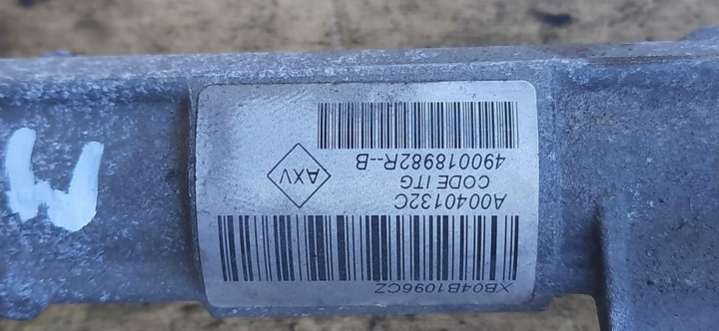 XB04B1096CZ
A0040132C
CODE ITG
490018982R--B
AXV
W